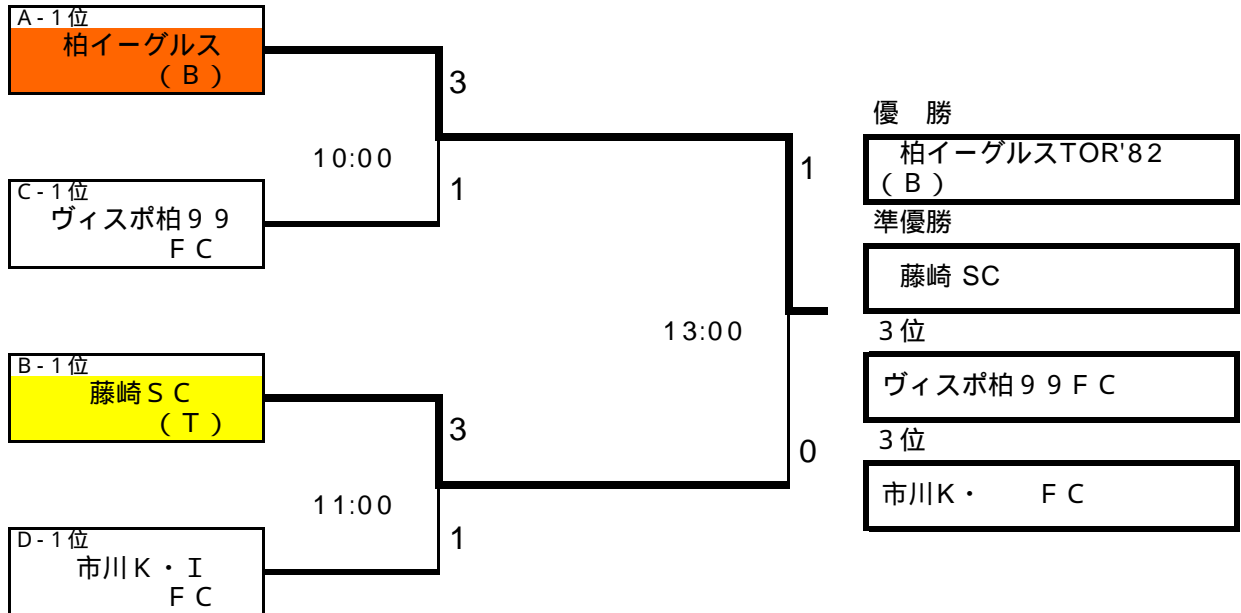 A-1位
柏イーグルス
(B)
3
10:00
1
C-1位
ヴィスポ柏99
FC
1
13:00
0
B-1位
藤崎SC
(T)
3
11:00
1
D-1位
市川K・I
FC
優 勝
柏イーグルスTOR'82
(B)
準優勝
藤崎 SC
3位
ヴィスポ柏99FC
3位
市川K・ FC